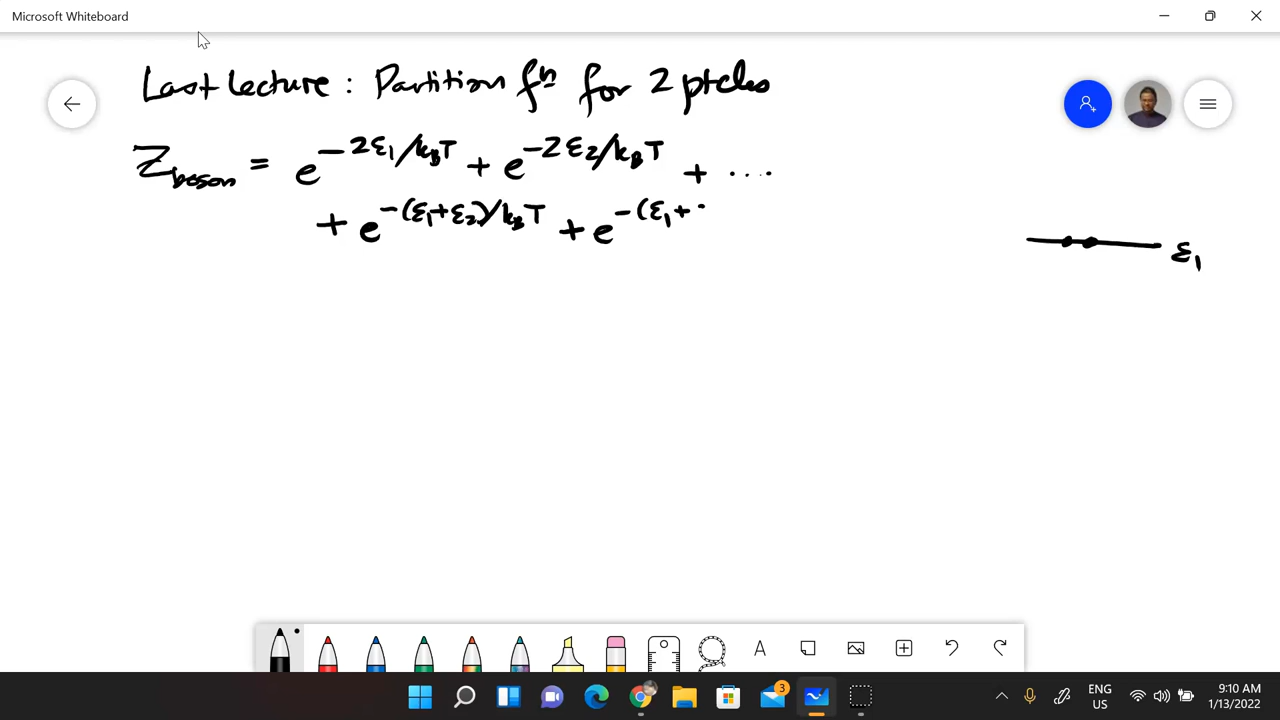 Microsoft Whiteboard
Last Lecture : Partition fⁿ for 2 ptcles
Z_boson = e^{-2ε₁/k_BT} + e^{-2ε₂/k_BT} + ....
+ e^{-(ε₁+ε₂)/k_BT} + e^{-(ε₁+
ε₁
A
3
ENG
US
9:10 AM
1/13/2022